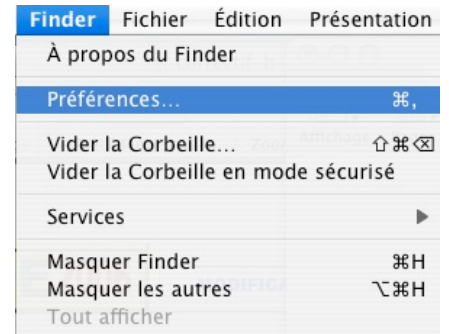 Finder Fichier Édition Présentation
À propos du Finder
Préférences... ⌘,
Vider la Corbeille... ⇧⌘⌫
Vider la Corbeille en mode sécurisé
Services ▶
Masquer Finder ⌘H
Masquer les autres ⌥⌘H
Tout afficher